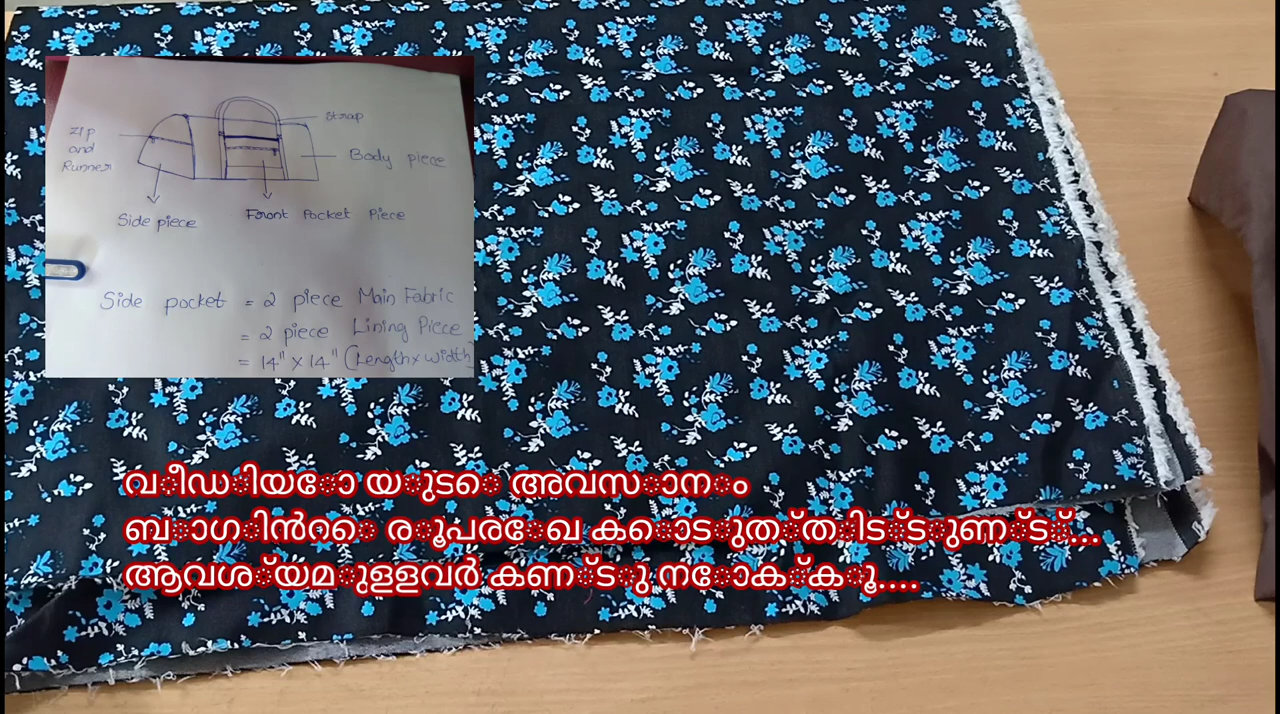 Strap
Zip
and
Runner
Body piece
Side piece
Front Pocket Piece
Side pocket = 2 piece Main Fabric
= 2 piece Lining Piece
= 14" x 14" (Length x width)
വീഡിയോ യുടെ അവസാനം
ബാഗിൻറെ രൂപരേഖ കൊടുത്തിട്ടുണ്ട്...
ആവശ്യമുള്ളവർ കണ്ടു നോക്കൂ....